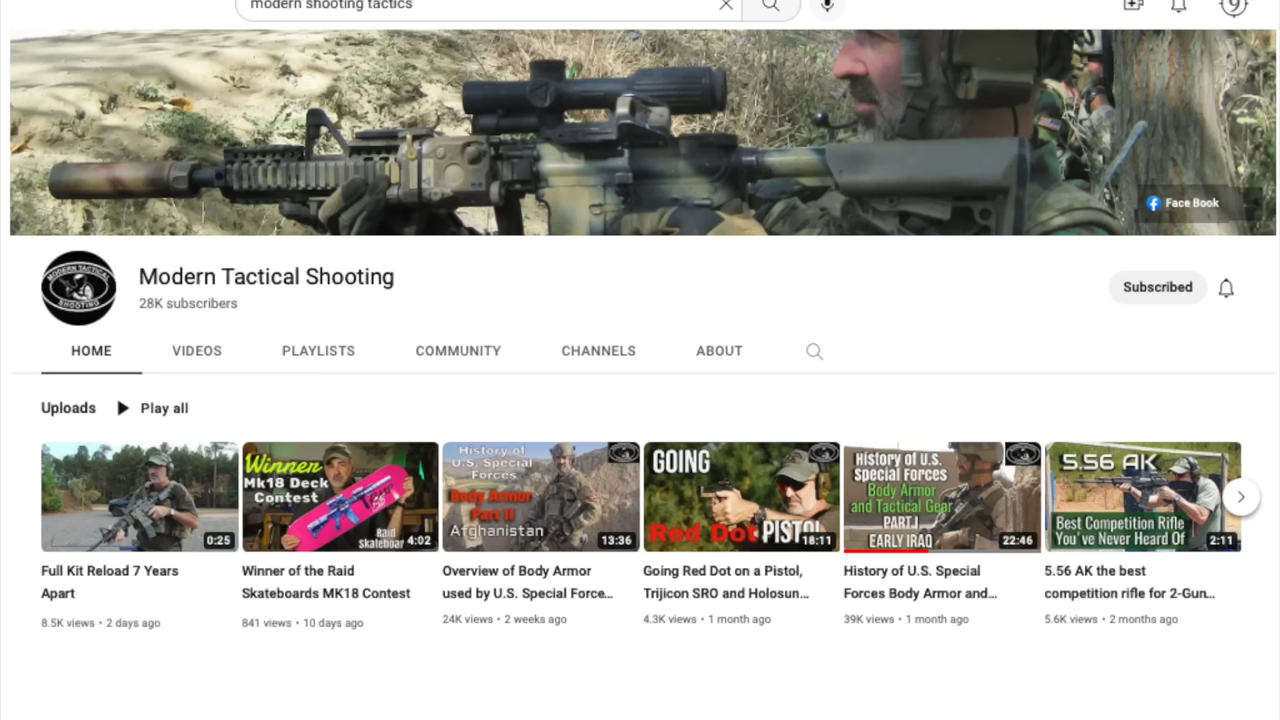 modern shooting tactics
Face Book
MODERN TACTICAL
SHOOTING
Modern Tactical Shooting
28K subscribers
Subscribed
HOME
VIDEOS
PLAYLISTS
COMMUNITY
CHANNELS
ABOUT
Uploads
Play all
0:25
Winner
Mk18 Deck
Contest
Raid
Skateboar
4:02
History of
U.S. Special
Forces
Body Armor
Part II
Afghanistan
13:36
GOING
Red Dot PISTOL
18:11
History of U.S.
Special Forces
Body Armor
and Tactical Gear
PART I
EARLY IRAQ
22:46
5.56 AK
Best Competition Rifle
You've Never Heard Of
2:11
Full Kit Reload 7 Years
Apart
8.5K views • 2 days ago
Winner of the Raid
Skateboards MK18 Contest
841 views • 10 days ago
Overview of Body Armor
used by U.S. Special Force...
24K views • 2 weeks ago
Going Red Dot on a Pistol,
Trijicon SRO and Holosun...
4.3K views • 1 month ago
History of U.S. Special
Forces Body Armor and...
39K views • 1 month ago
5.56 AK the best
competition rifle for 2-Gun...
5.6K views • 2 months ago